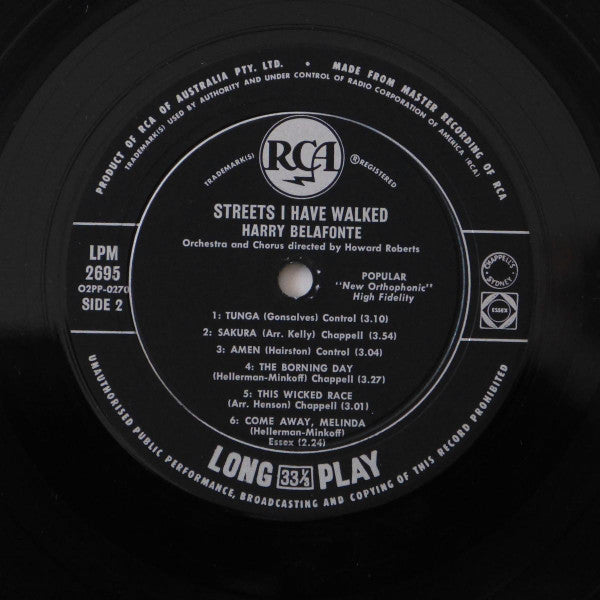 PRODUCT OF RCA OF AUSTRALIA PTY. LTD. • MADE FROM MASTER RECORDING OF RCA
TRADEMARK(S) USED BY AUTHORITY AND UNDER CONTROL OF RADIO CORPORATION OF AMERICA (RCA)
RCA
TRADEMARK(S) ® REGISTERED
STREETS I HAVE WALKED
HARRY BELAFONTE
Orchestra and Chorus directed by Howard Roberts
LPM
2695
O2PP-0270
SIDE 2
POPULAR
"New Orthophonic"
High Fidelity
CHAPPELL'S
SYDNEY
ESSEX
1: TUNGA (Gonsalves) Control (3.10)
2: SAKURA (Arr. Kelly) Chappell (3.54)
3: AMEN (Hairston) Control (3.04)
4: THE BORNING DAY
(Hellerman-Minkoff) Chappell (3.27)
5: THIS WICKED RACE
(Arr. Henson) Chappell (3.01)
6: COME AWAY, MELINDA
(Hellerman-Minkoff)
Essex (2.24)
LONG 33⅓ PLAY
UNAUTHORISED PUBLIC PERFORMANCE, BROADCASTING AND COPYING OF THIS RECORD PROHIBITED